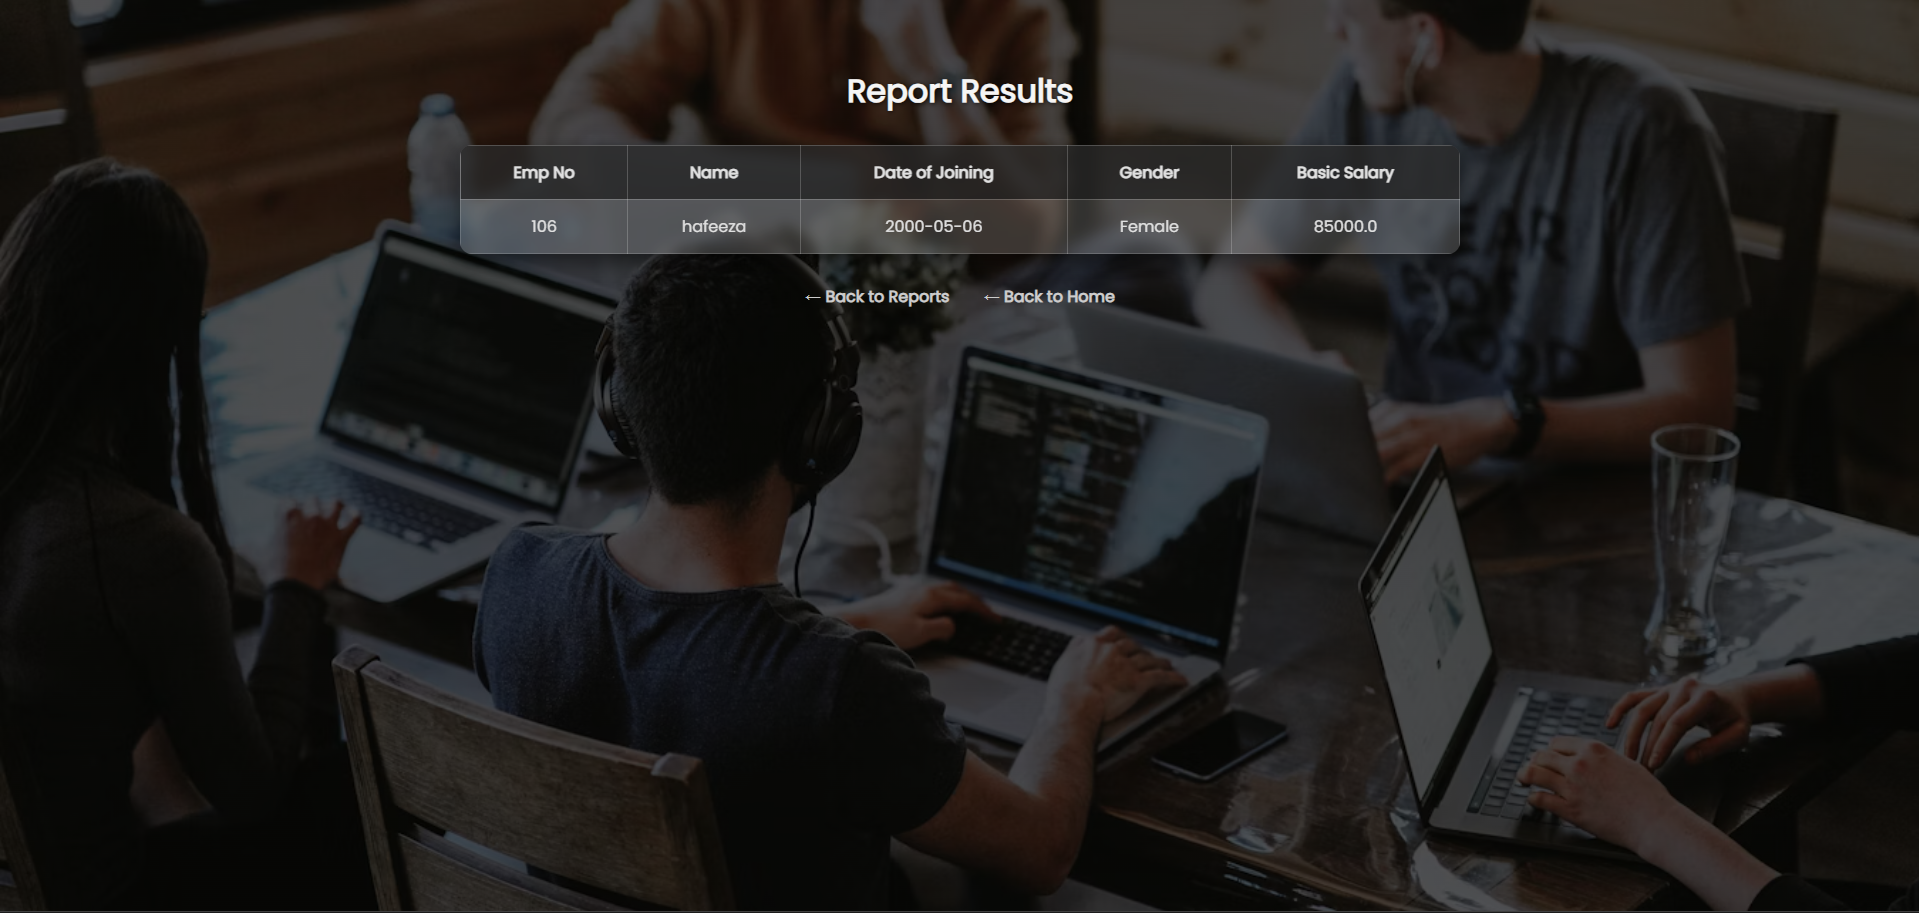 Report Results
Emp No Name Date of Joining Gender Basic Salary
106 hafeeza 2000-05-06 Female 85000.0
← Back to Reports ← Back to Home